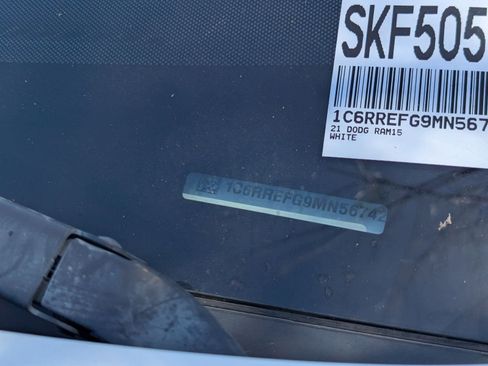 SKF505
1C6RREFG9MN567
21 DODG RAM15
WHITE
1C6RREFG9MN56742